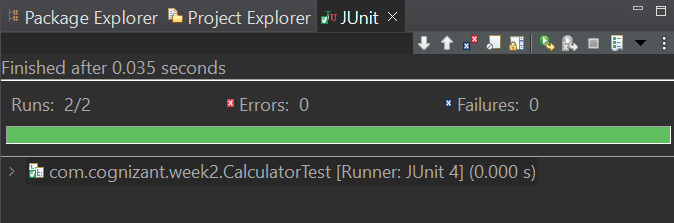 Package Explorer Project Explorer JUnit
Finished after 0.035 seconds
Runs: 2/2 Errors: 0 Failures: 0
com.cognizant.week2.CalculatorTest [Runner: JUnit 4] (0.000 s)